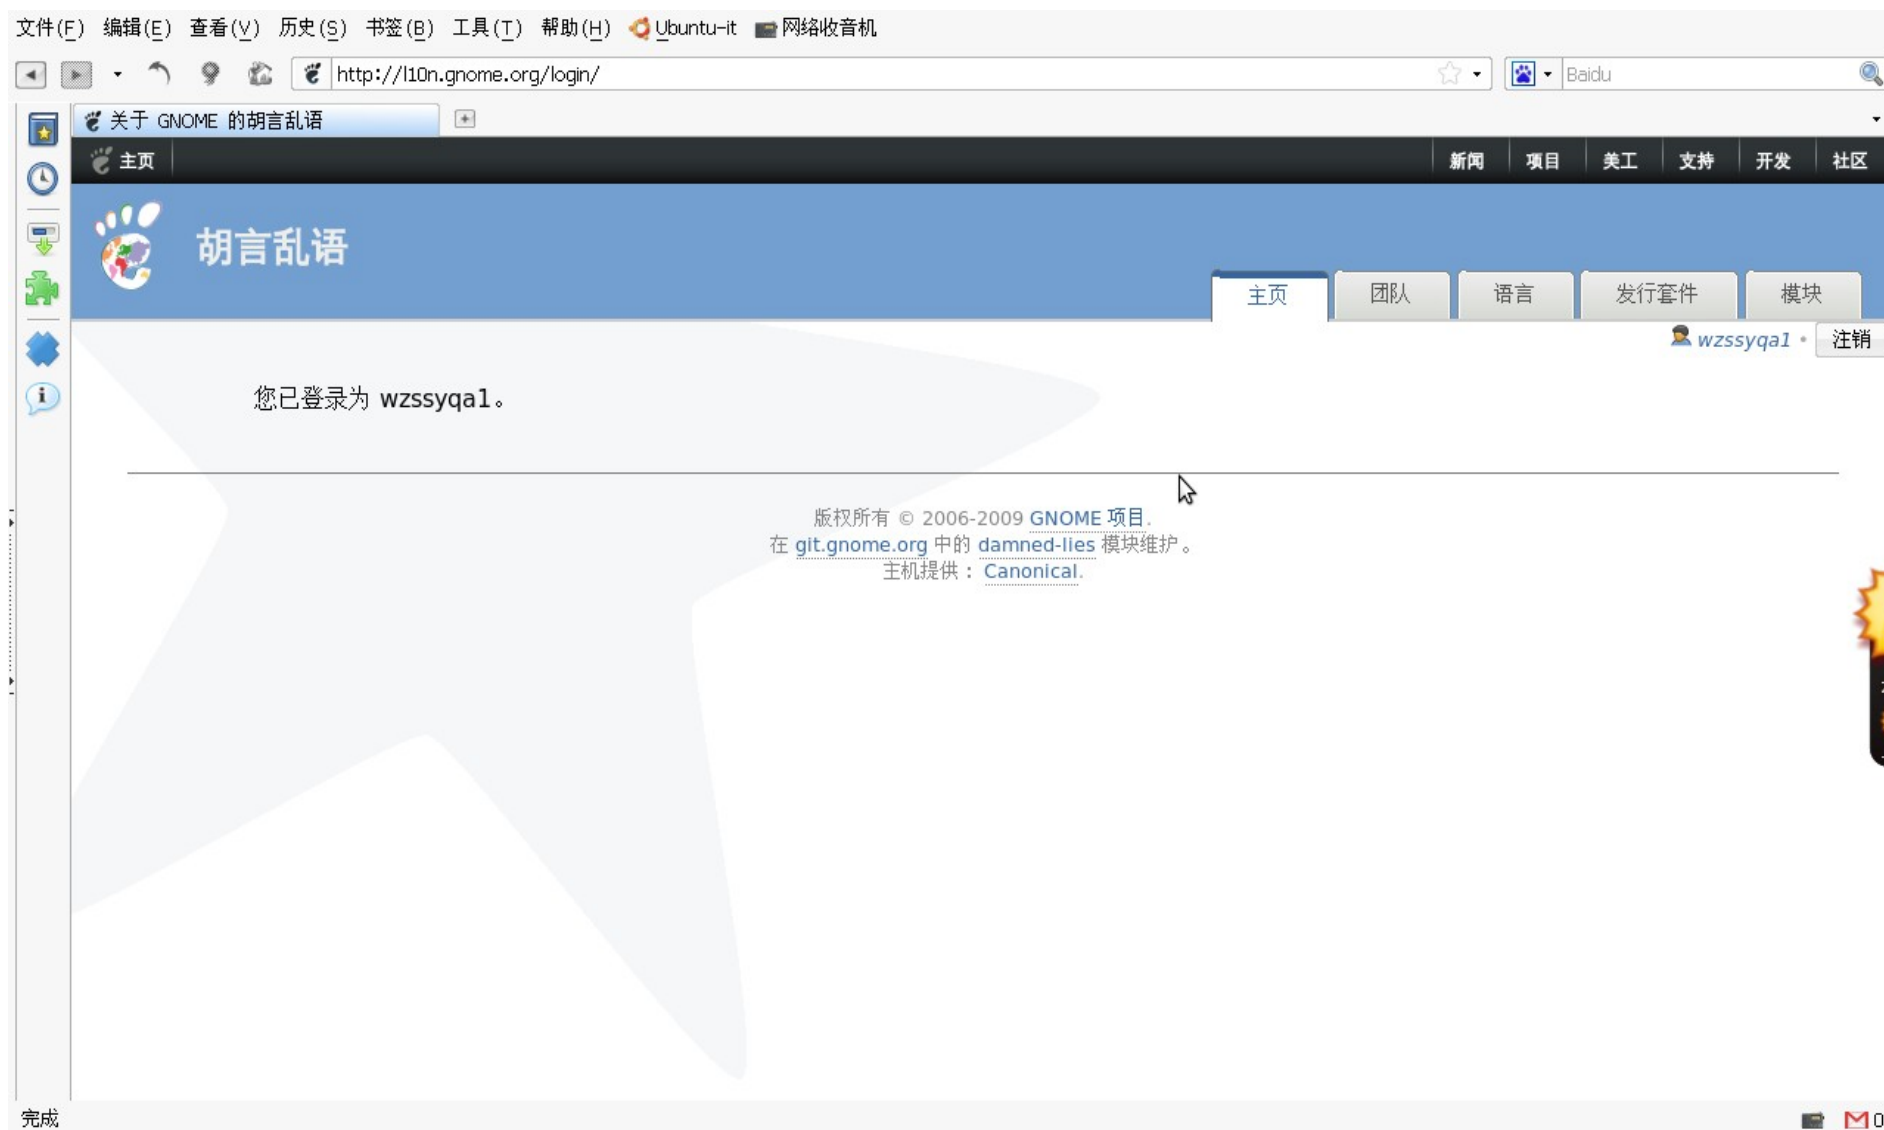 文件(F) 编辑(E) 查看(V) 历史(S) 书签(B) 工具(T) 帮助(H) Ubuntu-it 网络收音机
http://l10n.gnome.org/login/ Baidu
关于 GNOME 的胡言乱语
主页 新闻 项目 美工 支持 开发 社区
胡言乱语
主页 团队 语言 发行套件 模块
wzssyqa1 • 注销
您已登录为 wzssyqa1。
版权所有 © 2006-2009 GNOME 项目.
在 git.gnome.org 中的 damned-lies 模块维护。
主机提供： Canonical.
完成 0